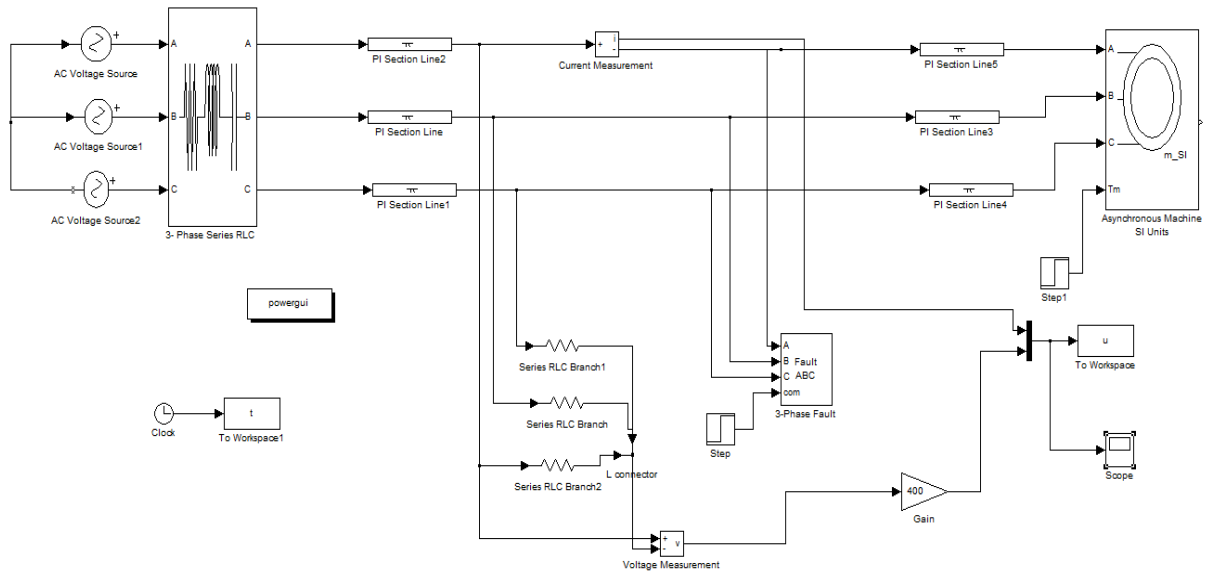 AC Voltage Source
+
A
A
PI Section Line2
+
-
i
-
Current Measurement
PI Section Line5
A
AC Voltage Source1
+
B
B
PI Section Line
PI Section Line3
B
AC Voltage Source2
+
C
C
PI Section Line1
PI Section Line4
C
m_SI
Tm
3- Phase Series RLC
Asynchronous Machine
SI Units
Step1
powergui
Series RLC Branch1
A
B
C
com
Fault
ABC
3-Phase Fault
u
To Workspace
Clock
t
To Workspace1
Series RLC Branch
Step
L connector
Series RLC Branch2
Scope
400
Gain
+
-
v
Voltage Measurement